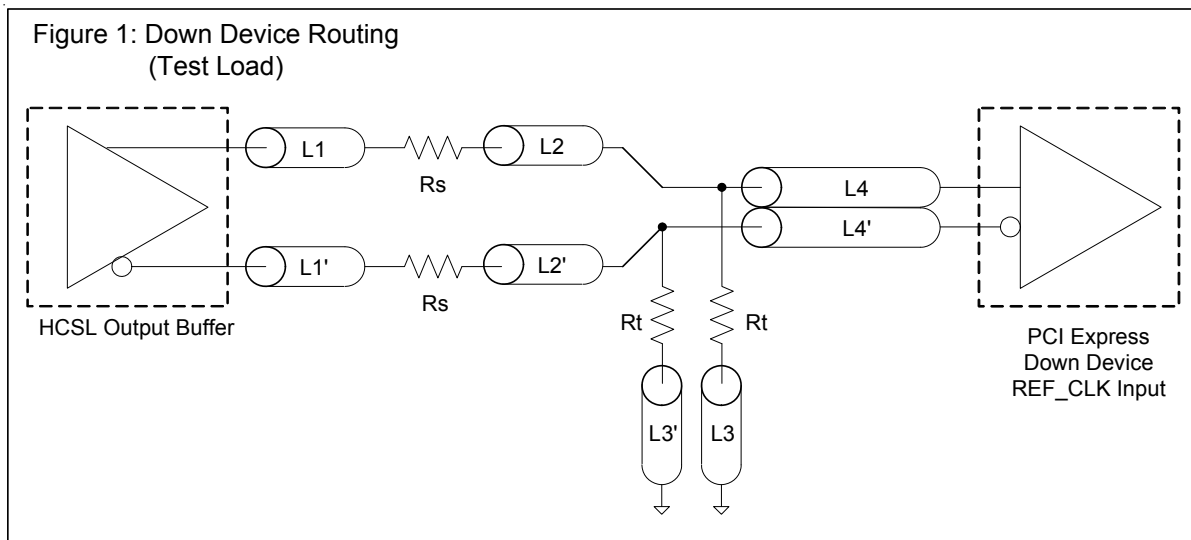 Figure 1: Down Device Routing
(Test Load)
L1
Rs
L2
L4
L4'
L1'
Rs
L2'
Rt
Rt
L3'
L3
HCSL Output Buffer
PCI Express
Down Device
REF_CLK Input